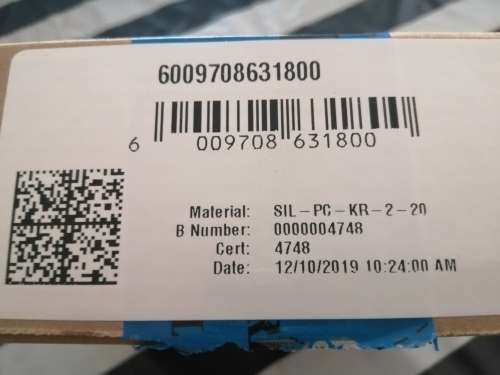 6009708631800
6 009708 631800
Material: SIL-PC-KR-2-20
B Number: 0000004748
Cert: 4748
Date: 12/10/2019 10:24:00 AM